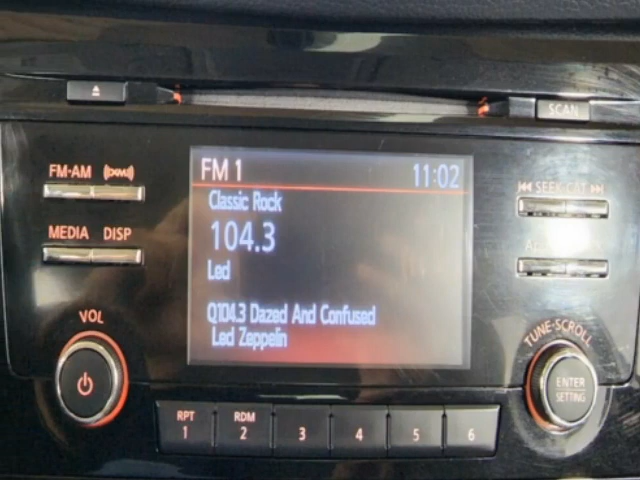 SCAN
FM·AM (XM)
MEDIA DISP
VOL
FM 1 11:02
Classic Rock
104.3
Led
Q104.3 Dazed And Confused
Led Zeppelin
SEEK·CAT
TUNE·SCROLL
ENTER
SETTING
RPT
1
RDM
2
3
4
5
6